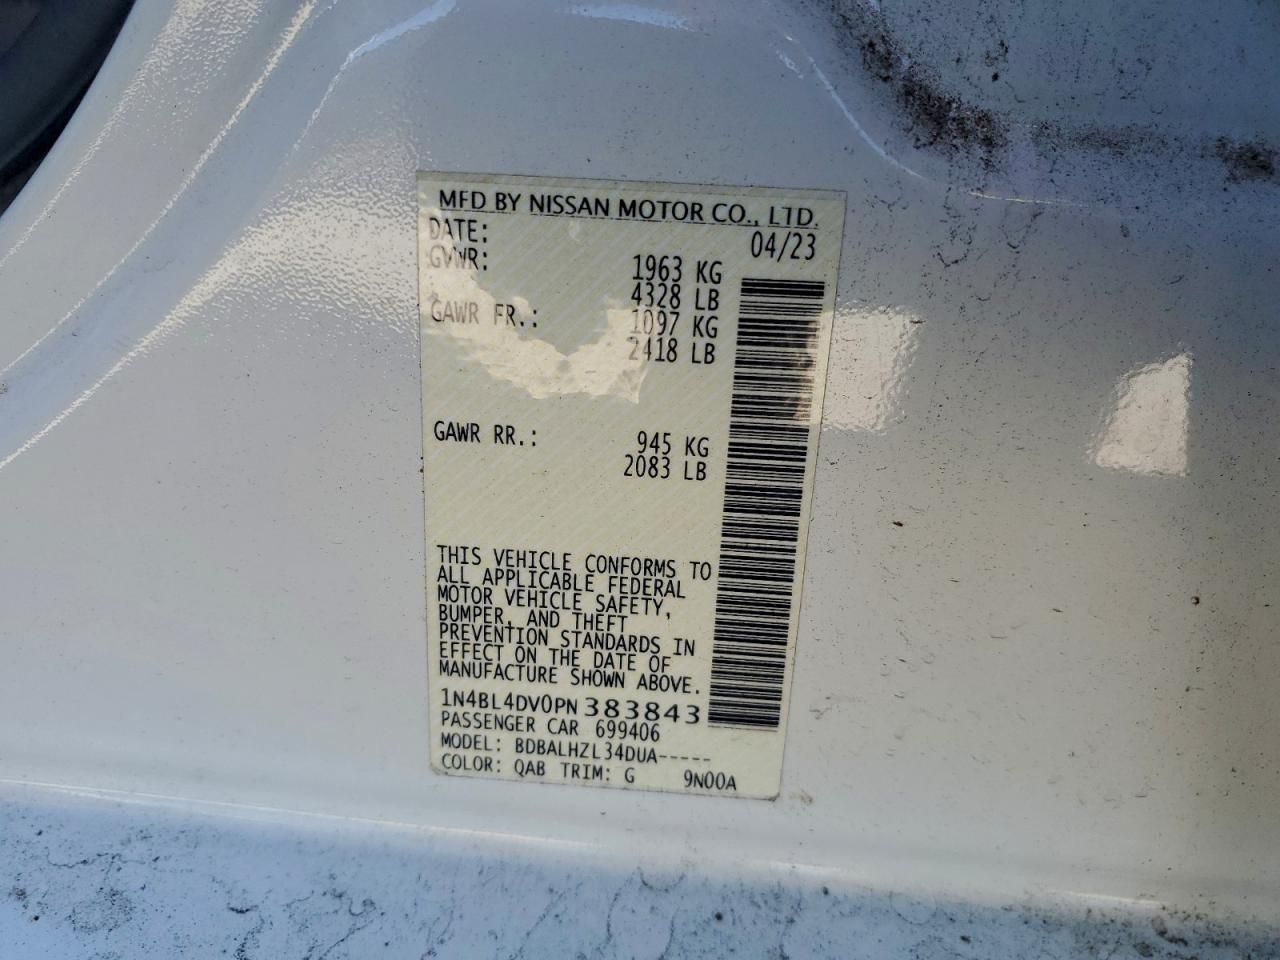 MFD BY NISSAN MOTOR CO., LTD.
DATE: 04/23
GVWR: 1963 KG
4328 LB
GAWR FR.: 1097 KG
2418 LB
GAWR RR.: 945 KG
2083 LB
THIS VEHICLE CONFORMS TO
ALL APPLICABLE FEDERAL
MOTOR VEHICLE SAFETY,
BUMPER, AND THEFT
PREVENTION STANDARDS IN
EFFECT ON THE DATE OF
MANUFACTURE SHOWN ABOVE.
1N4BL4DV0PN383843
PASSENGER CAR 699406
MODEL: BDBALHZL34DUA-----
COLOR: QAB TRIM: G 9N00A